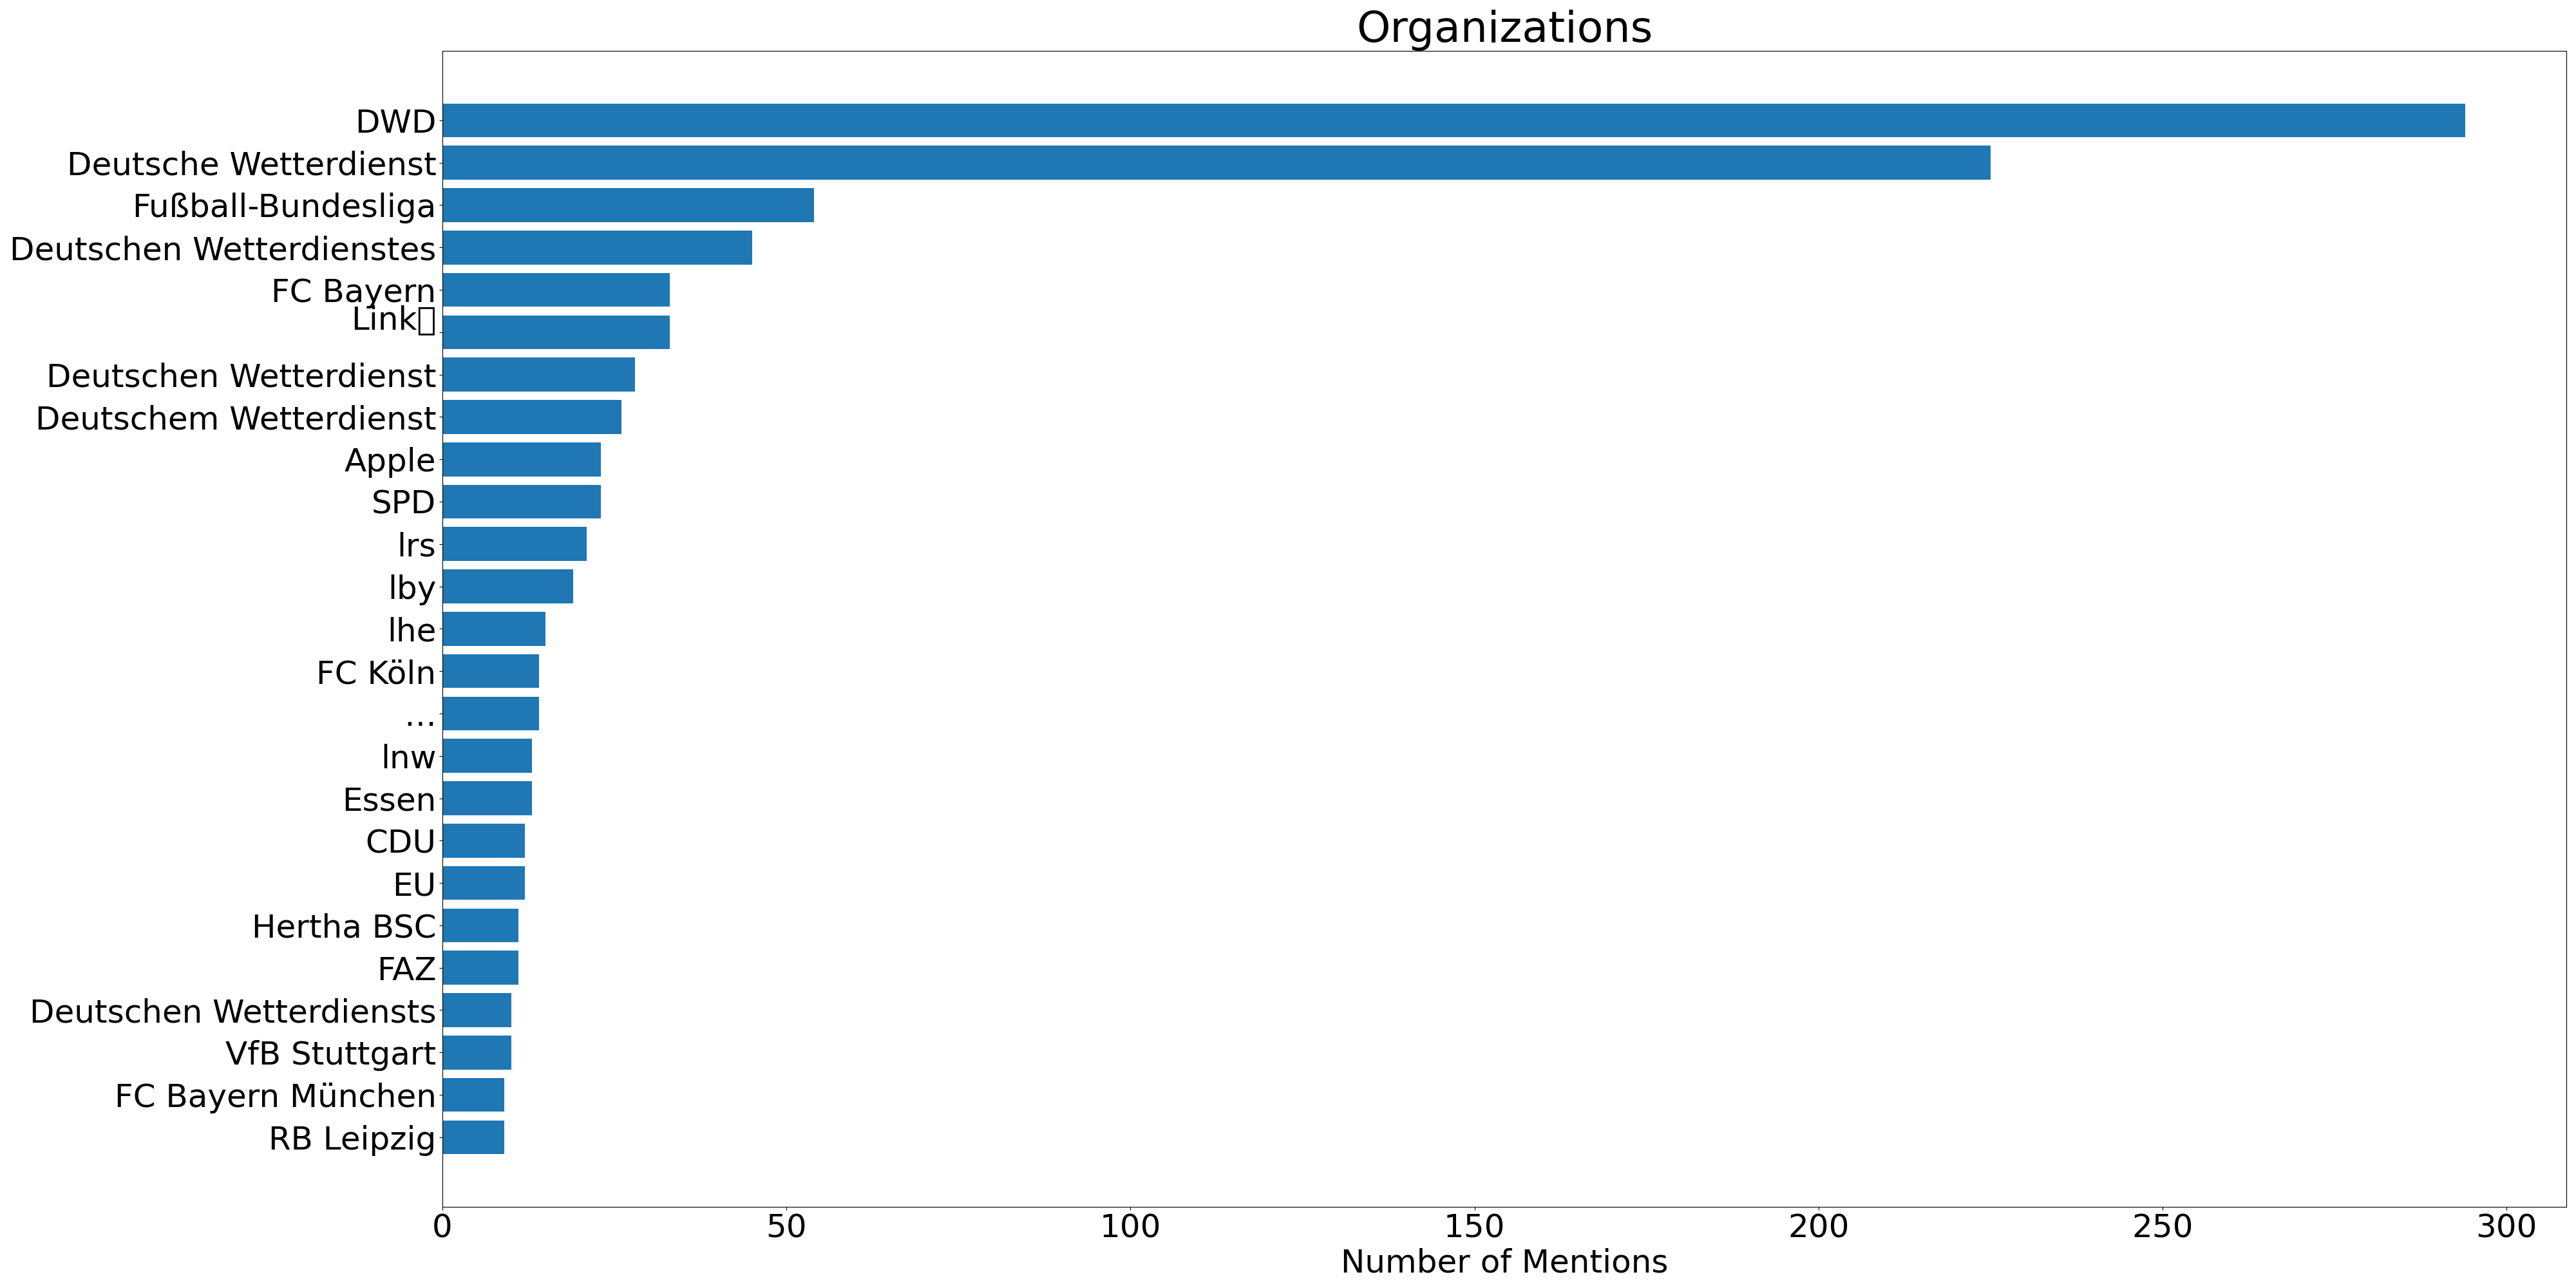 Organizations
DWD
Deutsche Wetterdienst
Fußball-Bundesliga
Deutschen Wetterdienstes
FC Bayern
Link▯
Deutschen Wetterdienst
Deutschem Wetterdienst
Apple
SPD
lrs
lby
lhe
FC Köln
...
lnw
Essen
CDU
EU
Hertha BSC
FAZ
Deutschen Wetterdiensts
VfB Stuttgart
FC Bayern München
RB Leipzig
0 50 100 150 200 250 300
Number of Mentions